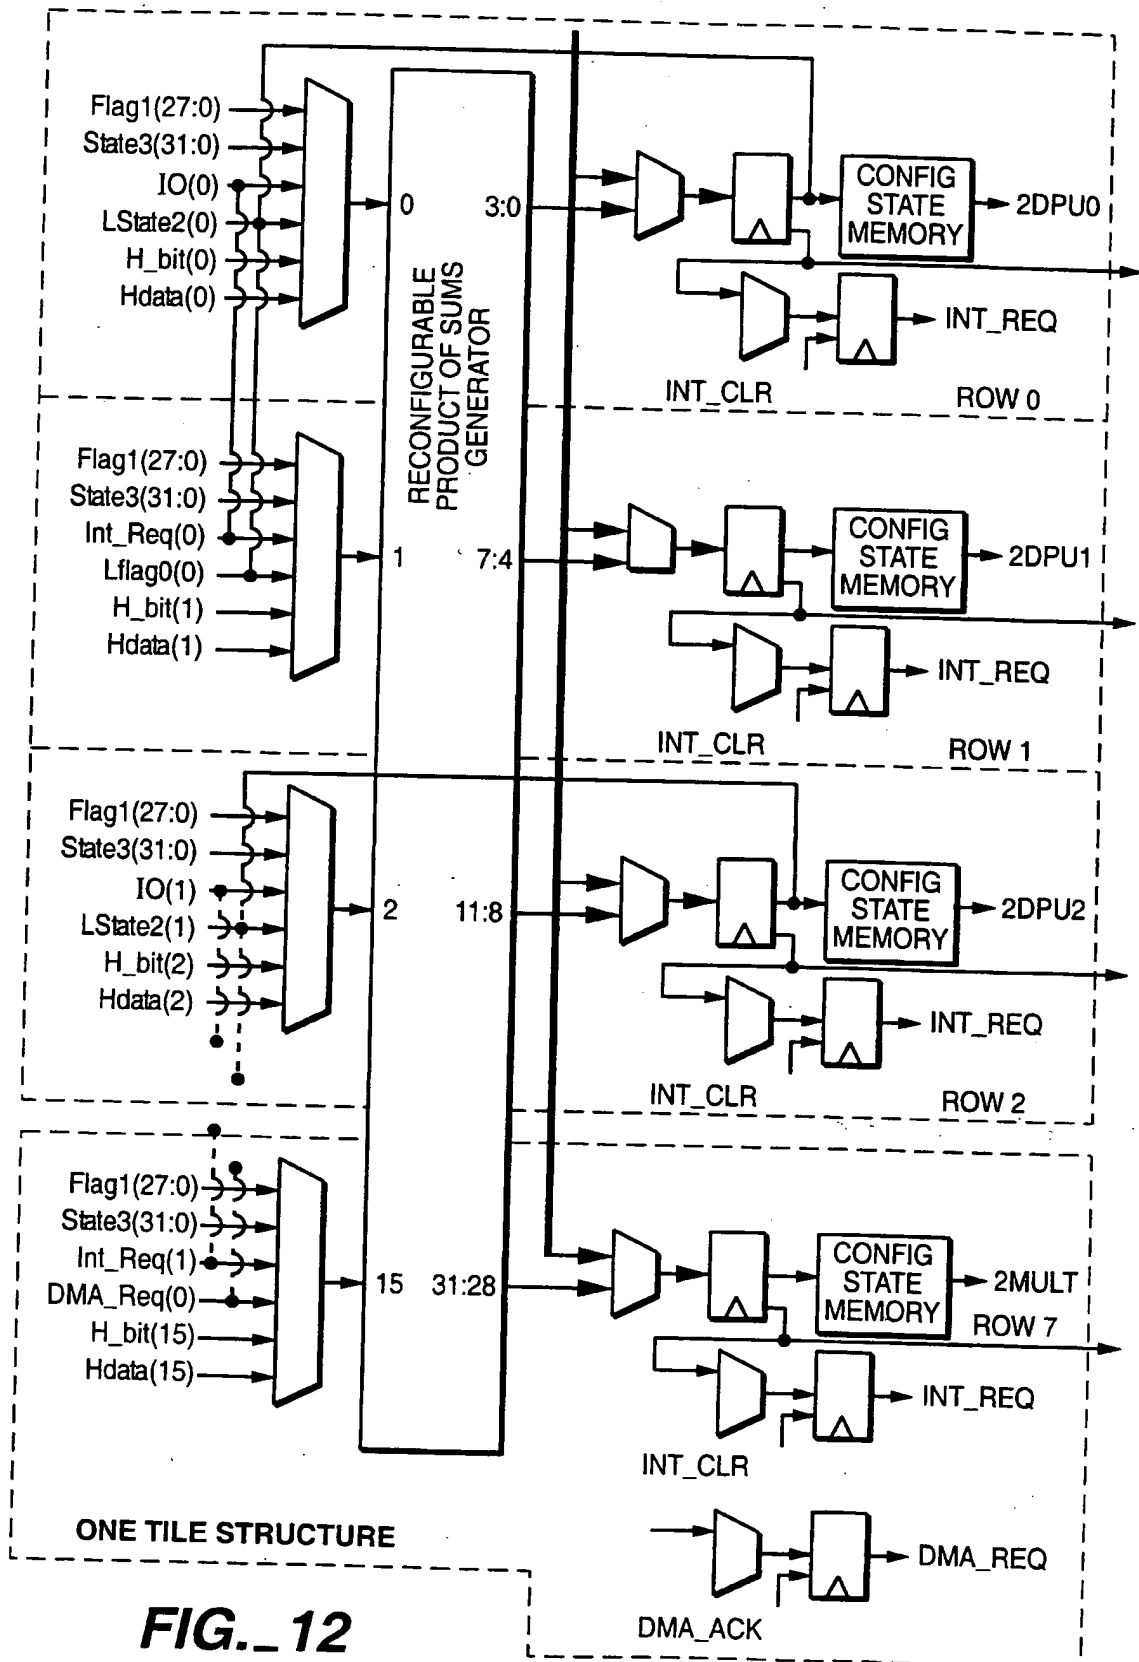 Flag1(27:0)
State3(31:0)
IO(0)
LState2(0)
H_bit(0)
Hdata(0)
0
3:0
RECONFIGURABLE
PRODUCT OF SUMS
GENERATOR
CONFIG
STATE
MEMORY
2DPU0
INT_REQ
INT_CLR
ROW 0
Flag1(27:0)
State3(31:0)
Int_Req(0)
Lflag0(0)
H_bit(1)
Hdata(1)
1
7:4
CONFIG
STATE
MEMORY
2DPU1
INT_REQ
INT_CLR
ROW 1
Flag1(27:0)
State3(31:0)
IO(1)
LState2(1)
H_bit(2)
Hdata(2)
2
11:8
CONFIG
STATE
MEMORY
2DPU2
INT_REQ
INT_CLR
ROW 2
Flag1(27:0)
State3(31:0)
Int_Req(1)
DMA_Req(0)
H_bit(15)
Hdata(15)
15
31:28
CONFIG
STATE
MEMORY
2MULT
ROW 7
INT_REQ
INT_CLR
DMA_REQ
DMA_ACK
ONE TILE STRUCTURE
FIG._12